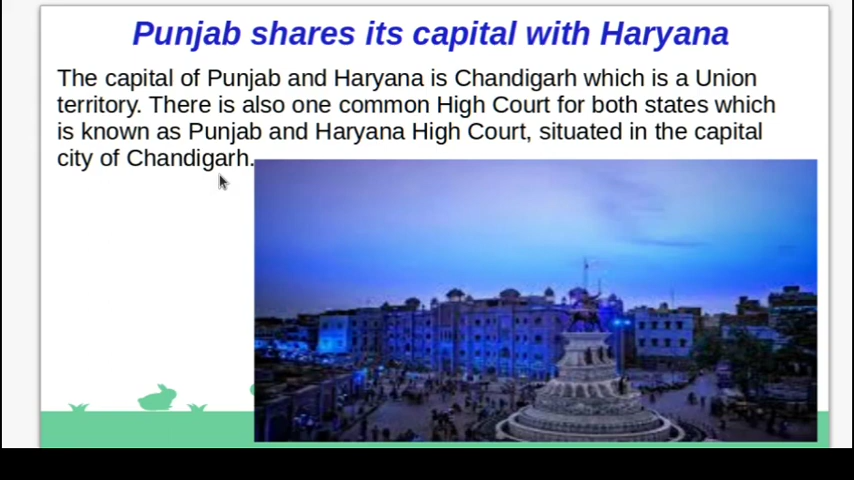 Punjab shares its capital with Haryana
The capital of Punjab and Haryana is Chandigarh which is a Union
territory. There is also one common High Court for both states which
is known as Punjab and Haryana High Court, situated in the capital
city of Chandigarh.